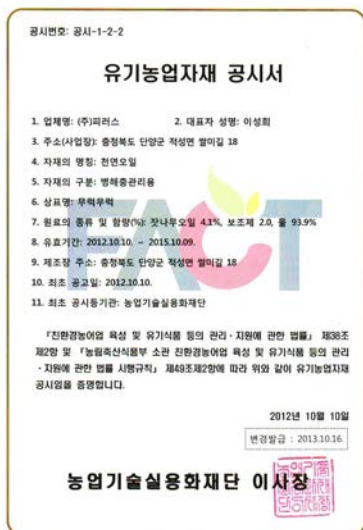 공시번호: 공시-1-2-2
유기농업자재 공시서
1. 업체명: (주)피러스 2. 대표자 성명: 이성희
3. 주소(사업장): 충청북도 단양군 적성면 쌀미길 18
4. 자재의 명칭: 천연오일
5. 자재의 구분: 병해충관리용
6. 상표명: 무럭무럭
7. 원료의 종류 및 함량(%): 잣나무오일 4.1%, 보조제 2.0, 물 93.9%
8. 유효기간: 2012.10.10. ~ 2015.10.09.
9. 제조장 주소: 충청북도 단양군 적성면 쌀미길 18
10. 최초 공고일: 2012.10.10.
11. 최초 공시등기관: 농업기술실용화재단
FACT
「친환경농어업 육성 및 유기식품 등의 관리·지원에 관한 법률」 제38조
제2항 및 「농림축산식품부 소관 친환경농어업 육성 및 유기식품 등의 관리
·지원에 관한 법률 시행규칙」 제49조제2항에 따라 위와 같이 유기농업자재
공시임을 증명합니다.
2012년 10월 10일
변경발급 : 2013.10.16.
농업기술실용화재단 이사장